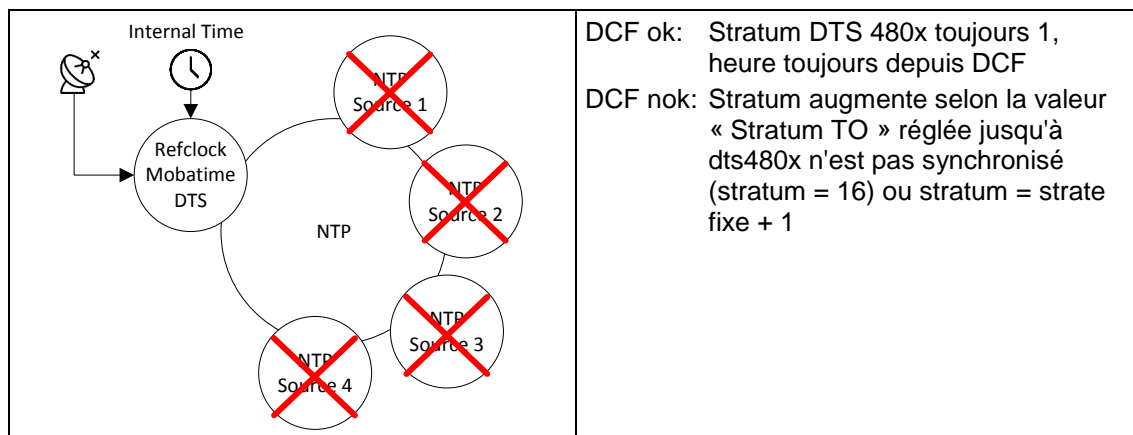 Internal Time
Refclock
Mobatime
DTS
NTP
Source 1
NTP
Source 2
NTP
NTP
Source 3
NTP
Source 4
DCF ok: Stratum DTS 480x toujours 1,
heure toujours depuis DCF
DCF nok: Stratum augmente selon la valeur
« Stratum TO » réglée jusqu'à
dts480x n'est pas synchronisé
(stratum = 16) ou stratum = strate
fixe + 1